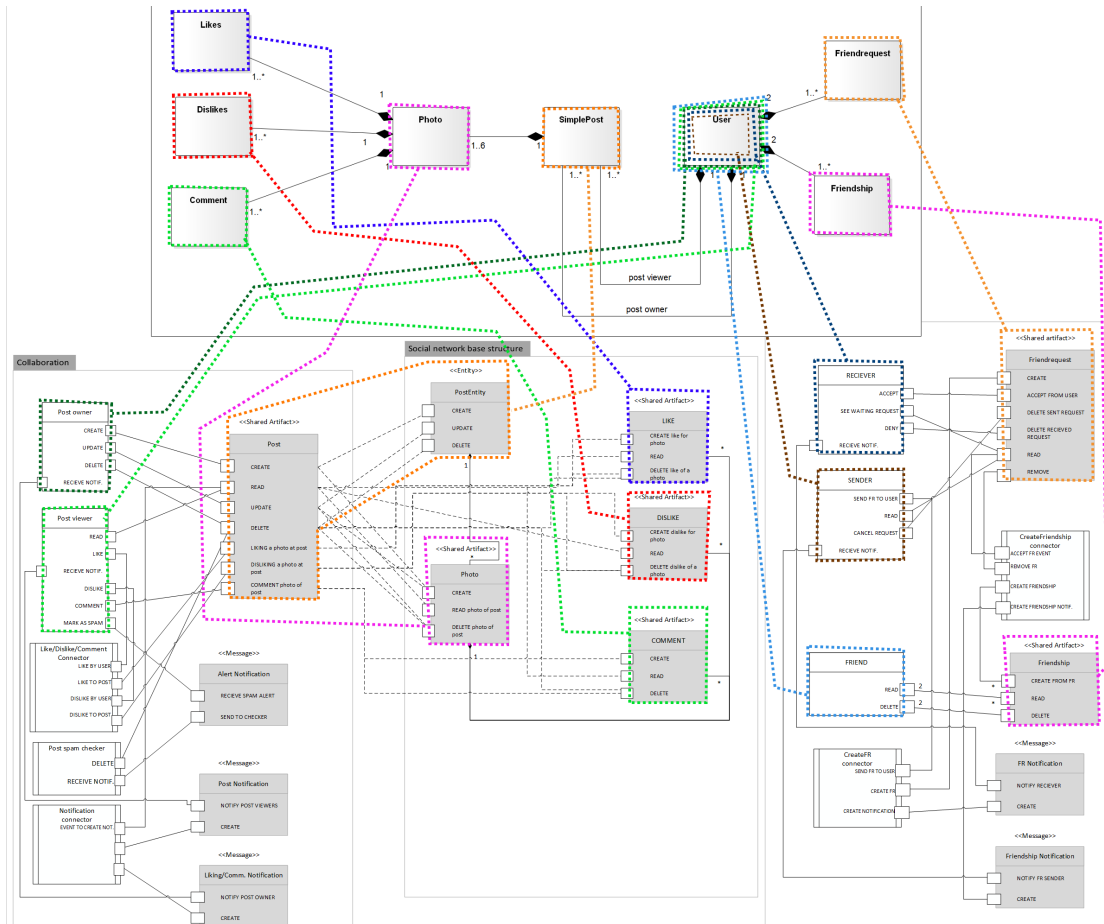 Likes
1..*
1
Dislikes
1..*
1
Comment
1..*
1
Photo
1..6
1
SimplePost
1..*
1..*
User
2
2
Friendrequest
1..*
1..*
Friendship
post viewer
post owner
Collaboration
Post owner
CREATE
UPDATE
DELETE
RECIEVE NOTIF.
Post viewer
READ
LIKE
RECIEVE NOTIF.
DISLIKE
COMMENT
MARK AS SPAM
Like/Dislike/Comment
Connector
LIKE BY USER
LIKE TO POST
DISLIKE BY USER
DISLIKE TO POST
Post spam checker
DELETE
RECEIVE NOTIF.
Notification
connector
EVENT TO CREATE NOT.
<<Shared Artifact>>
Post
CREATE
READ
UPDATE
DELETE
LIKING a photo at post
DISLIKING a photo at
post
COMMENT photo of
post
<<Message>>
Alert Notification
RECIEVE SPAM ALERT
SEND TO CHECKER
<<Message>>
Post Notification
NOTIFY POST VIEWERS
CREATE
<<Message>>
Liking/Comm. Notification
NOTIFY POST OWNER
CREATE
Social network base structure
<<Entity>>
PostEntity
CREATE
UPDATE
DELETE
1
*
<<Shared Artifact>>
Photo
CREATE
READ photo of post
DELETE photo of
post
1
<<Shared Artifact>>
LIKE
CREATE like for
photo
READ
DELETE like of a
photo
*
<<Shared Artifact>>
DISLIKE
CREATE dislike for
photo
READ
DELETE dislike of a
photo
*
<<Shared Artifact>>
COMMENT
CREATE
READ
DELETE
*
RECIEVER
ACCEPT
SEE WAITING REQUEST
DENY
RECIEVE NOTIF.
SENDER
SEND FR TO USER
READ
CANCEL REQUEST
RECIEVE NOTIF.
FRIEND
READ
DELETE
2
2
*
*
CreateFR
connector
SEND FR TO USER
CREATE FR
CREATE NOTIFICATION
<<Shared artifact>>
Friendrequest
CREATE
ACCEPT FROM USER
DELETE SENT REQUEST
DELETE RECIEVED
REQUEST
READ
REMOVE
CreateFriendship
connector
ACCEPT FR EVENT
REMOVE FR
CREATE FRIENDSHIP
CREATE FRIENDSHIP NOTIF.
<<Shared Artifact>>
Friendship
CREATE FROM FR
READ
DELETE
<<Message>>
FR Notification
NOTIFY RECIEVER
CREATE
<<Message>>
Friendship Notification
NOTIFY FR SENDER
CREATE